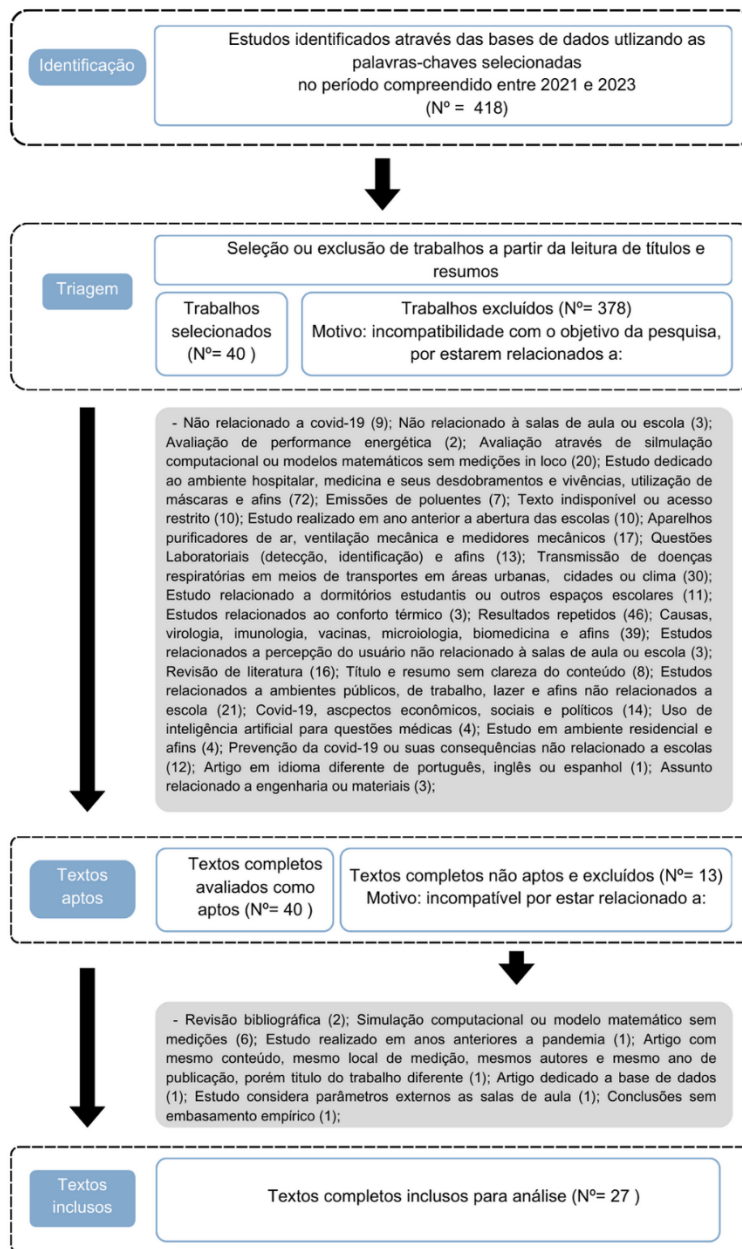 Identificação
Estudos identificados através das bases de dados utlizando as
palavras-chaves selecionadas
no período compreendido entre 2021 e 2023
(Nº = 418)
Triagem
Seleção ou exclusão de trabalhos a partir da leitura de títulos e
resumos
Trabalhos
selecionados
(Nº= 40 )
Trabalhos excluídos (Nº= 378)
Motivo: incompatibilidade com o objetivo da pesquisa,
por estarem relacionados a:
- Não relacionado a covid-19 (9); Não relacionado à salas de aula ou escola (3);
Avaliação de performance energética (2); Avaliação através de silmulação
computacional ou modelos matemáticos sem medições in loco (20); Estudo dedicado
ao ambiente hospitalar, medicina e seus desdobramentos e vivências, utilização de
máscaras e afins (72); Emissões de poluentes (7); Texto indisponível ou acesso
restrito (10); Estudo realizado em ano anterior a abertura das escolas (10); Aparelhos
purificadores de ar, ventilação mecânica e medidores mecânicos (17); Questões
Laboratoriais (detecção, identificação) e afins (13); Transmissão de doenças
respiratórias em meios de transportes em áreas urbanas, cidades ou clima (30);
Estudo relacionado a dormitórios estudantis ou outros espaços escolares (11);
Estudos relacionados ao conforto térmico (3); Resultados repetidos (46); Causas,
virologia, imunologia, vacinas, microiologia, biomedicina e afins (39); Estudos
relacionados a percepção do usuário não relacionado à salas de aula ou escola (3);
Revisão de literatura (16); Título e resumo sem clareza do conteúdo (8); Estudos
relacionados a ambientes públicos, de trabalho, lazer e afins não relacionados a
escola (21); Covid-19, ascpectos econômicos, sociais e políticos (14); Uso de
inteligência artificial para questões médicas (4); Estudo em ambiente residencial e
afins (4); Prevenção da covid-19 ou suas consequências não relacionado a escolas
(12); Artigo em idioma diferente de português, inglês ou espanhol (1); Assunto
relacionado a engenharia ou materiais (3);
Textos
aptos
Textos completos
avaliados como
aptos (Nº= 40 )
Textos completos não aptos e excluídos (Nº= 13)
Motivo: incompatível por estar relacionado a:
- Revisão bibliográfica (2); Simulação computacional ou modelo matemático sem
medições (6); Estudo realizado em anos anteriores a pandemia (1); Artigo com
mesmo conteúdo, mesmo local de medição, mesmos autores e mesmo ano de
publicação, porém titulo do trabalho diferente (1); Artigo dedicado a base de dados
(1); Estudo considera parâmetros externos as salas de aula (1); Conclusões sem
embasamento empírico (1);
Textos
inclusos
Textos completos inclusos para análise (Nº= 27 )